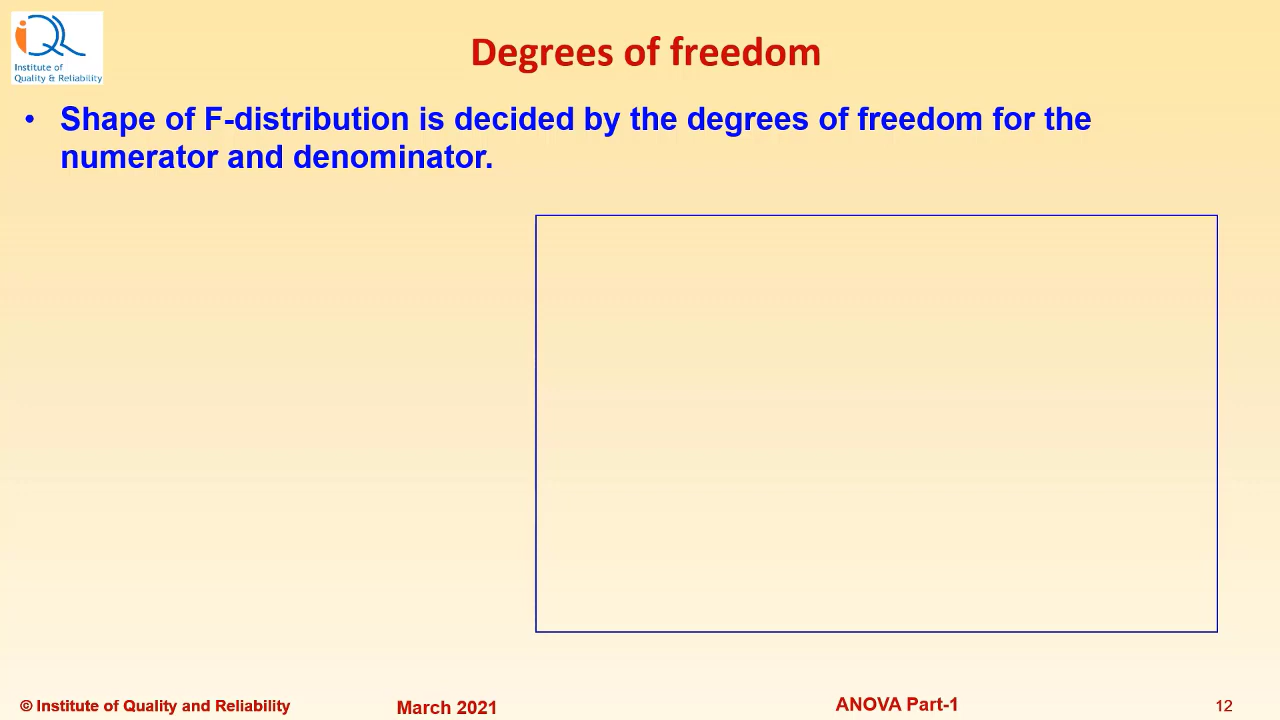 Institute of
Quality & Reliability
Degrees of freedom
• Shape of F-distribution is decided by the degrees of freedom for the
numerator and denominator.
© Institute of Quality and Reliability
March 2021
ANOVA Part-1
12